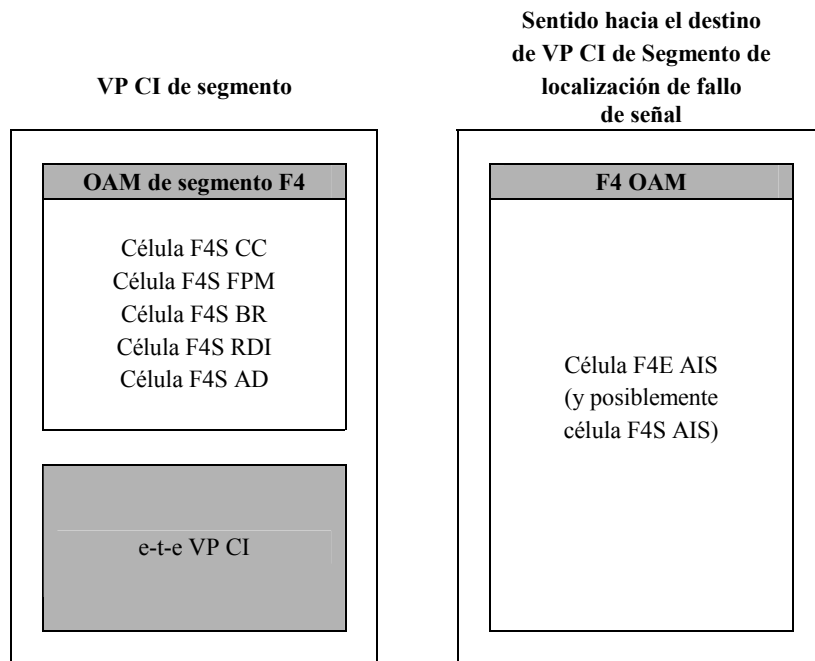 VP CI de segmento
OAM de segmento F4
Célula F4S CC
Célula F4S FPM
Célula F4S BR
Célula F4S RDI
Célula F4S AD
e-t-e VP CI
Sentido hacia el destino
de VP CI de Segmento de
localización de fallo
de señal
F4 OAM
Célula F4E AIS
(y posiblemente
célula F4S AIS)